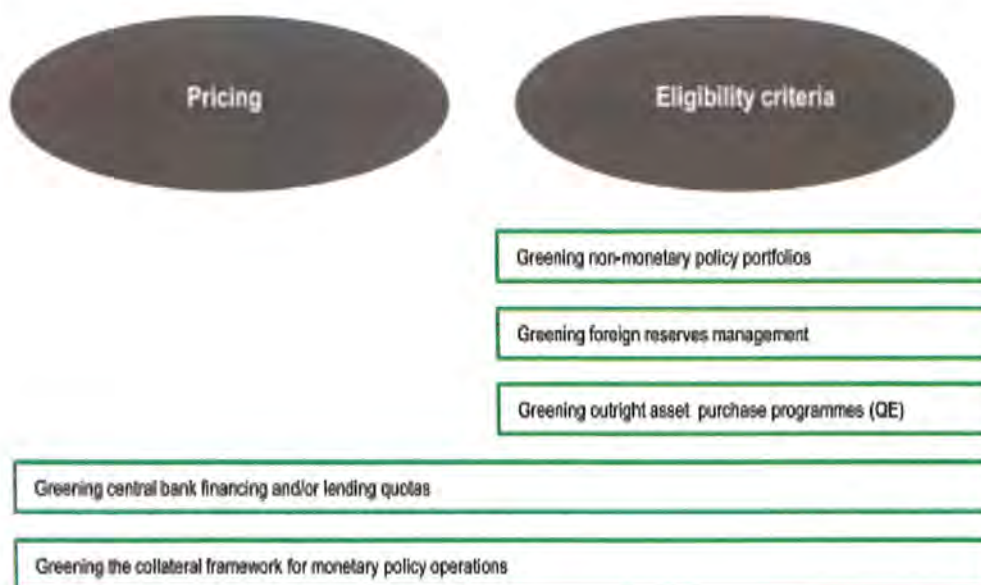 Pricing
Eligibility criteria
Greening non-monetary policy portfolios
Greening foreign reserves management
Greening outright asset purchase programmes (QE)
Greening central bank financing and/or lending quotas
Greening the collateral framework for monetary policy operations